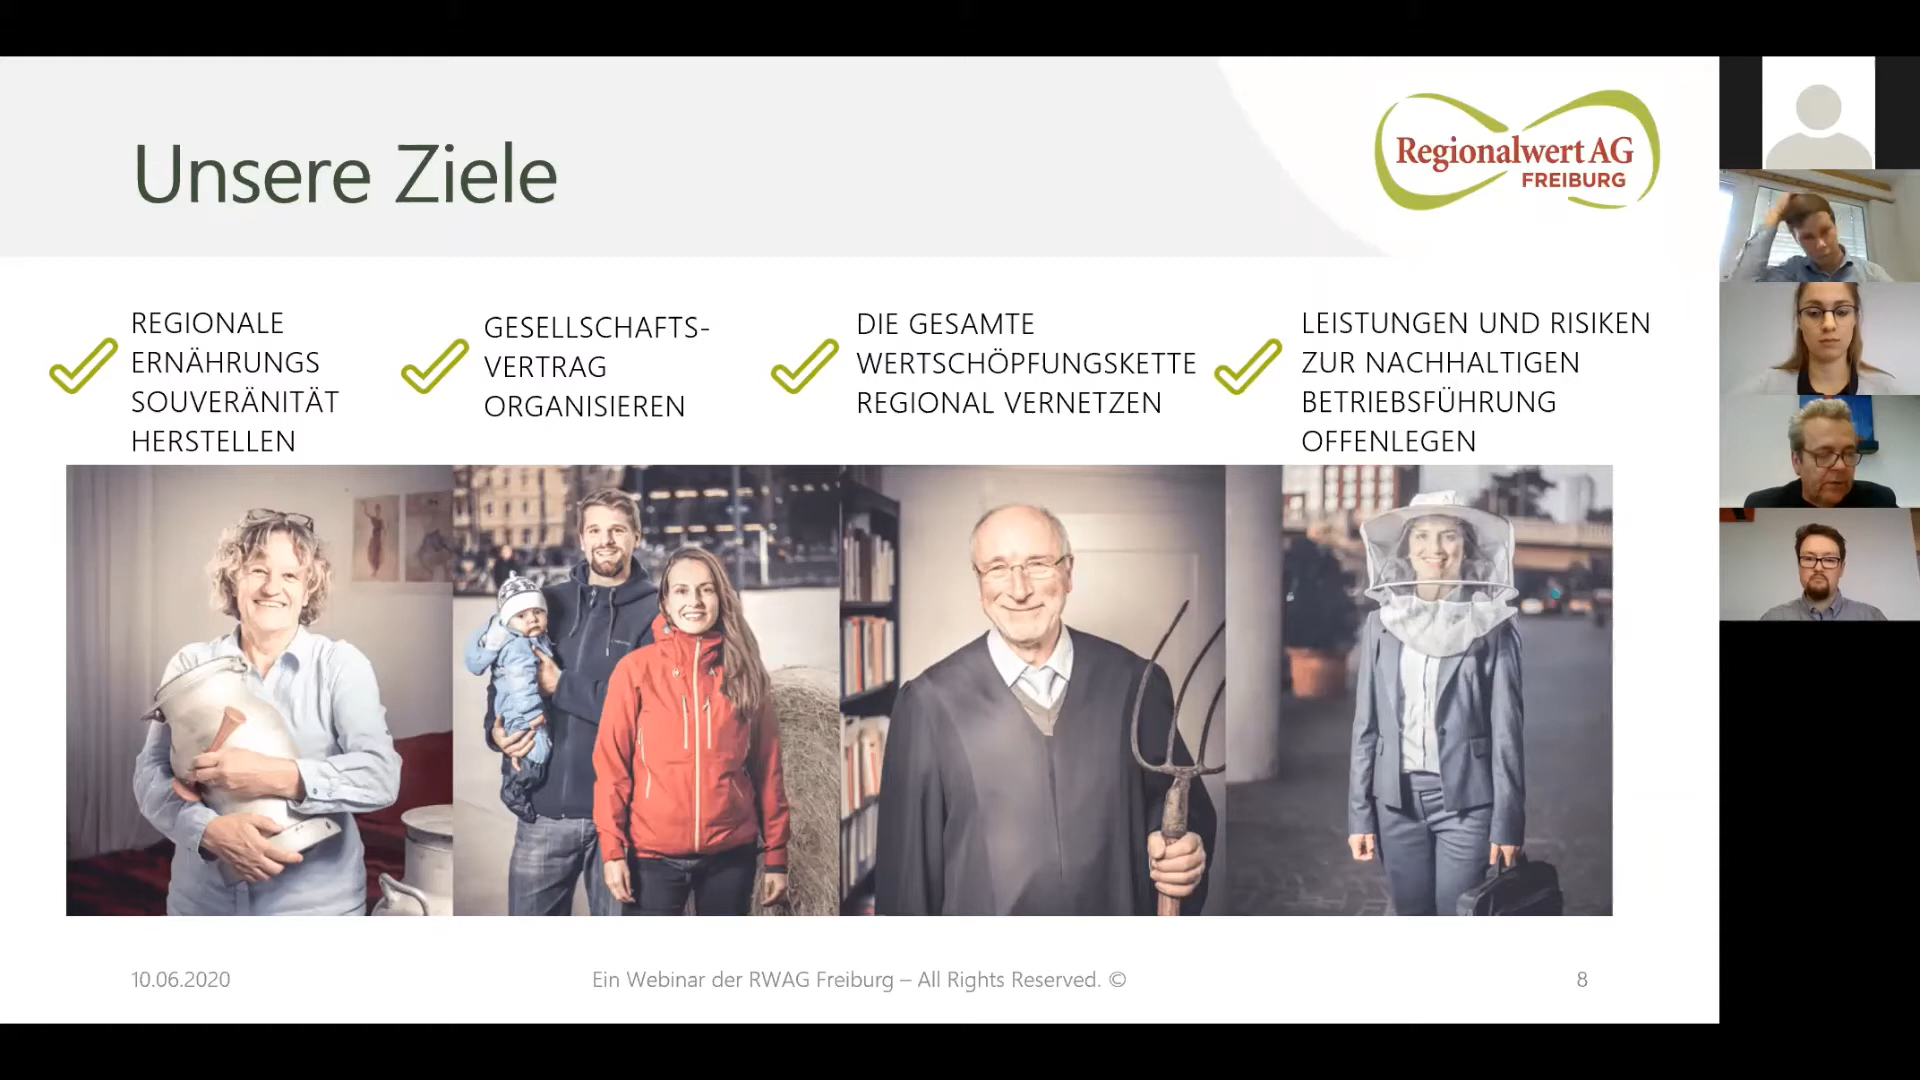 Unsere Ziele
Regionalwert AG
FREIBURG
REGIONALE
ERNÄHRUNGS
SOUVERÄNITÄT
HERSTELLEN
GESELLSCHAFTS-
VERTRAG
ORGANISIEREN
DIE GESAMTE
WERTSCHÖPFUNGSKETTE
REGIONAL VERNETZEN
LEISTUNGEN UND RISIKEN
ZUR NACHHALTIGEN
BETRIEBSFÜHRUNG
OFFENLEGEN
10.06.2020
Ein Webinar der RWAG Freiburg – All Rights Reserved. ©
8